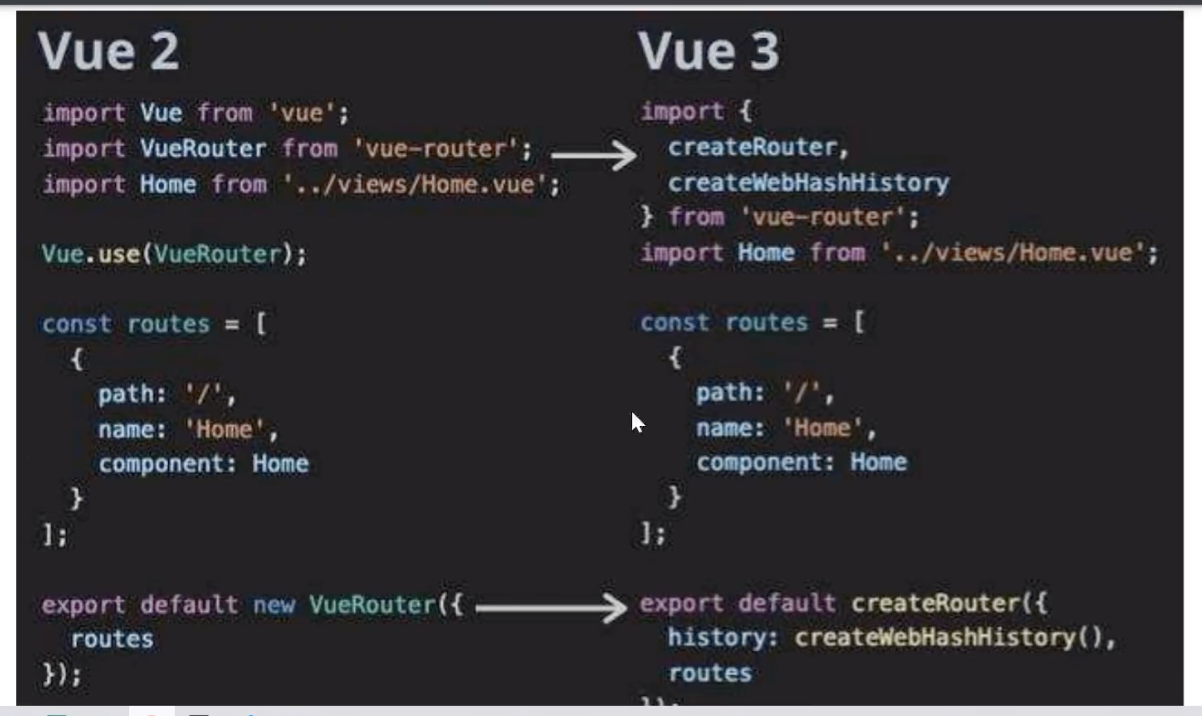 Vue 2
import Vue from 'vue';
import VueRouter from 'vue-router';
import Home from '../views/Home.vue';
Vue.use(VueRouter);
const routes = [
{
path: '/',
name: 'Home',
component: Home
}
];
export default new VueRouter({
routes
});
Vue 3
import {
createRouter,
createWebHashHistory
} from 'vue-router';
import Home from '../views/Home.vue';
const routes = [
{
path: '/',
name: 'Home',
component: Home
}
];
export default createRouter({
history: createWebHashHistory(),
routes